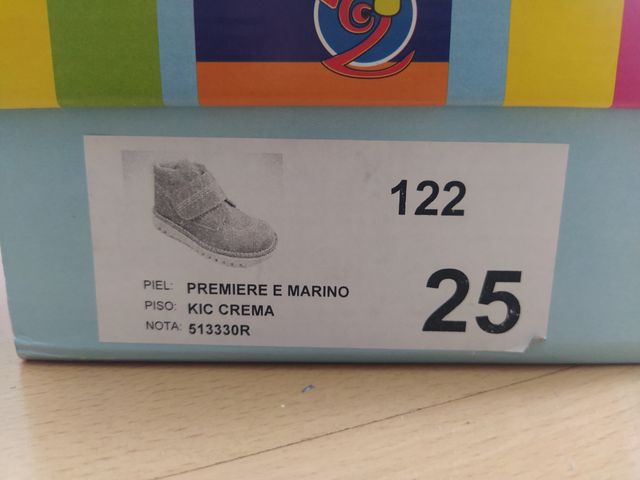 122
PIEL: PREMIERE E MARINO
PISO: KIC CREMA
NOTA: 513330R
25